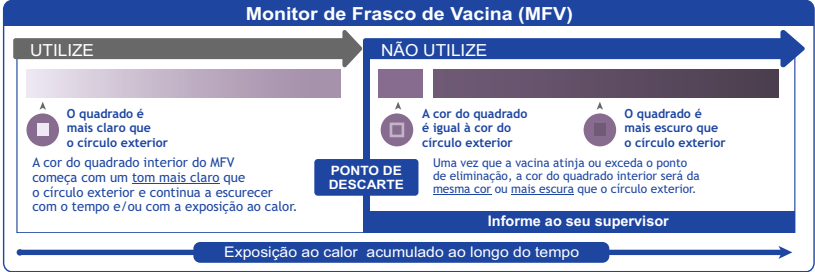 Monitor de Frasco de Vacina (MFV)
UTILIZE
NÃO UTILIZE
O quadrado é
mais claro que
o círculo exterior
A cor do quadrado
é igual à cor do
círculo exterior
O quadrado é
mais escuro que
o círculo exterior
A cor do quadrado interior do MFV
começa com um tom mais claro que
o círculo exterior e continua a escurecer
com o tempo e/ou com a exposição ao calor.
PONTO DE
DESCARTE
Uma vez que a vacina atinja ou exceda o ponto
de eliminação, a cor do quadrado interior será da
mesma cor ou mais escura que o círculo exterior.
Informe ao seu supervisor
Exposição ao calor acumulado ao longo do tempo